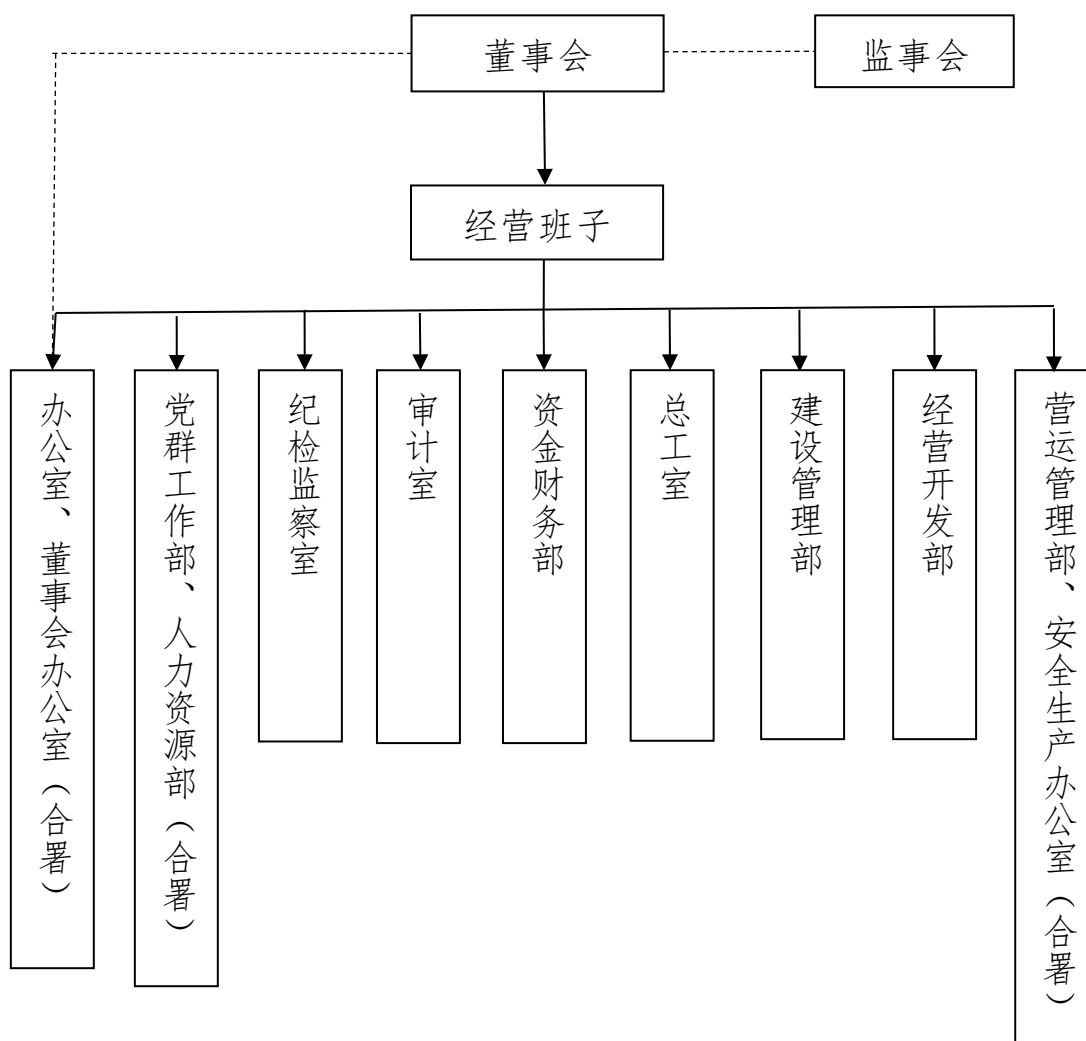 董事会
监事会
经营班子
办公室、董事会办公室（合署）
党群工作部、人力资源部（合署）
纪检监察室
审计室
资金财务部
总工室
建设管理部
经营开发部
营运管理部、安全生产办公室（合署）